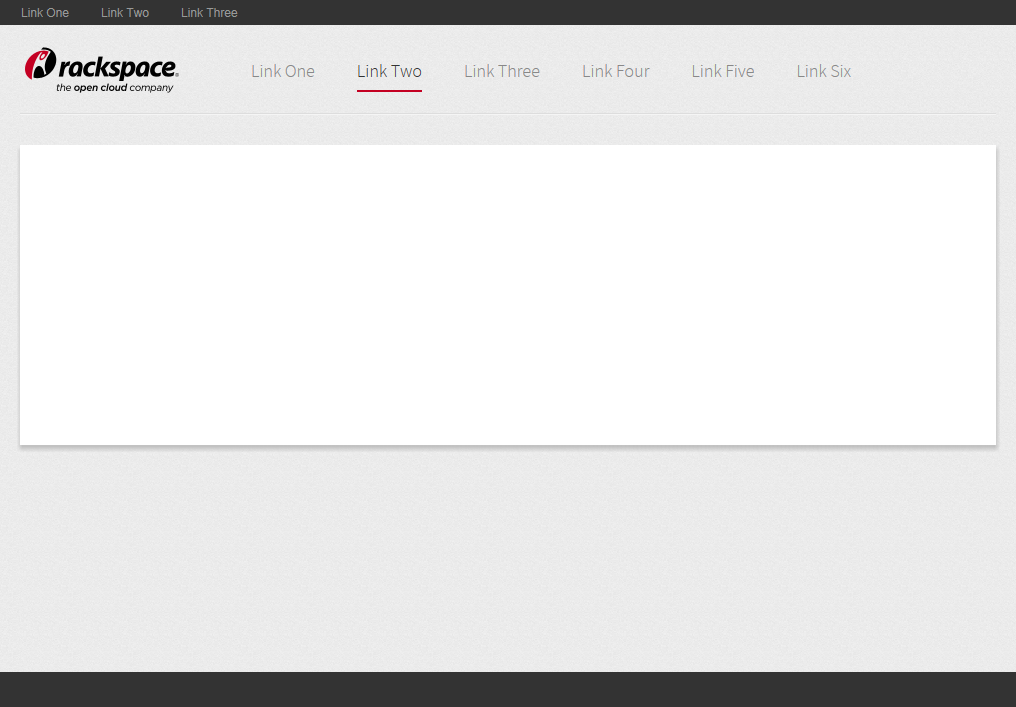 Link One Link Two Link Three
rackspace®
the open cloud company
Link One Link Two Link Three Link Four Link Five Link Six